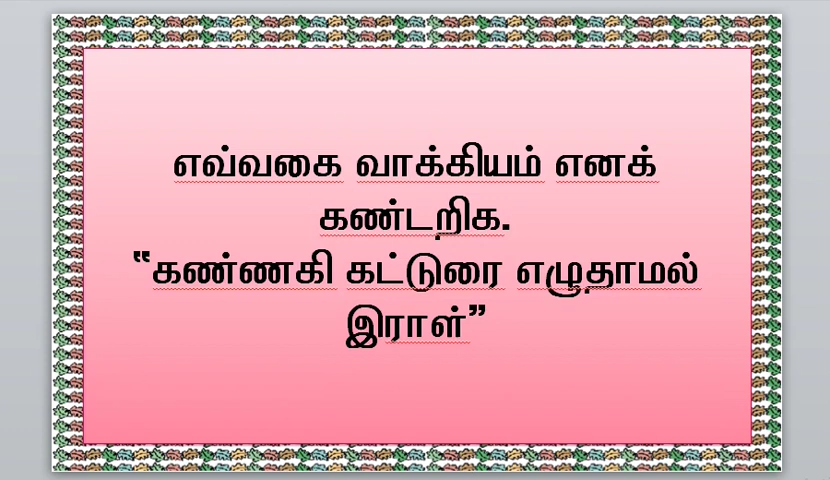 எவ்வகை வாக்கியம் எனக்
கண்டறிக.
“கண்ணகி கட்டுரை எழுதாமல்
இராள்”